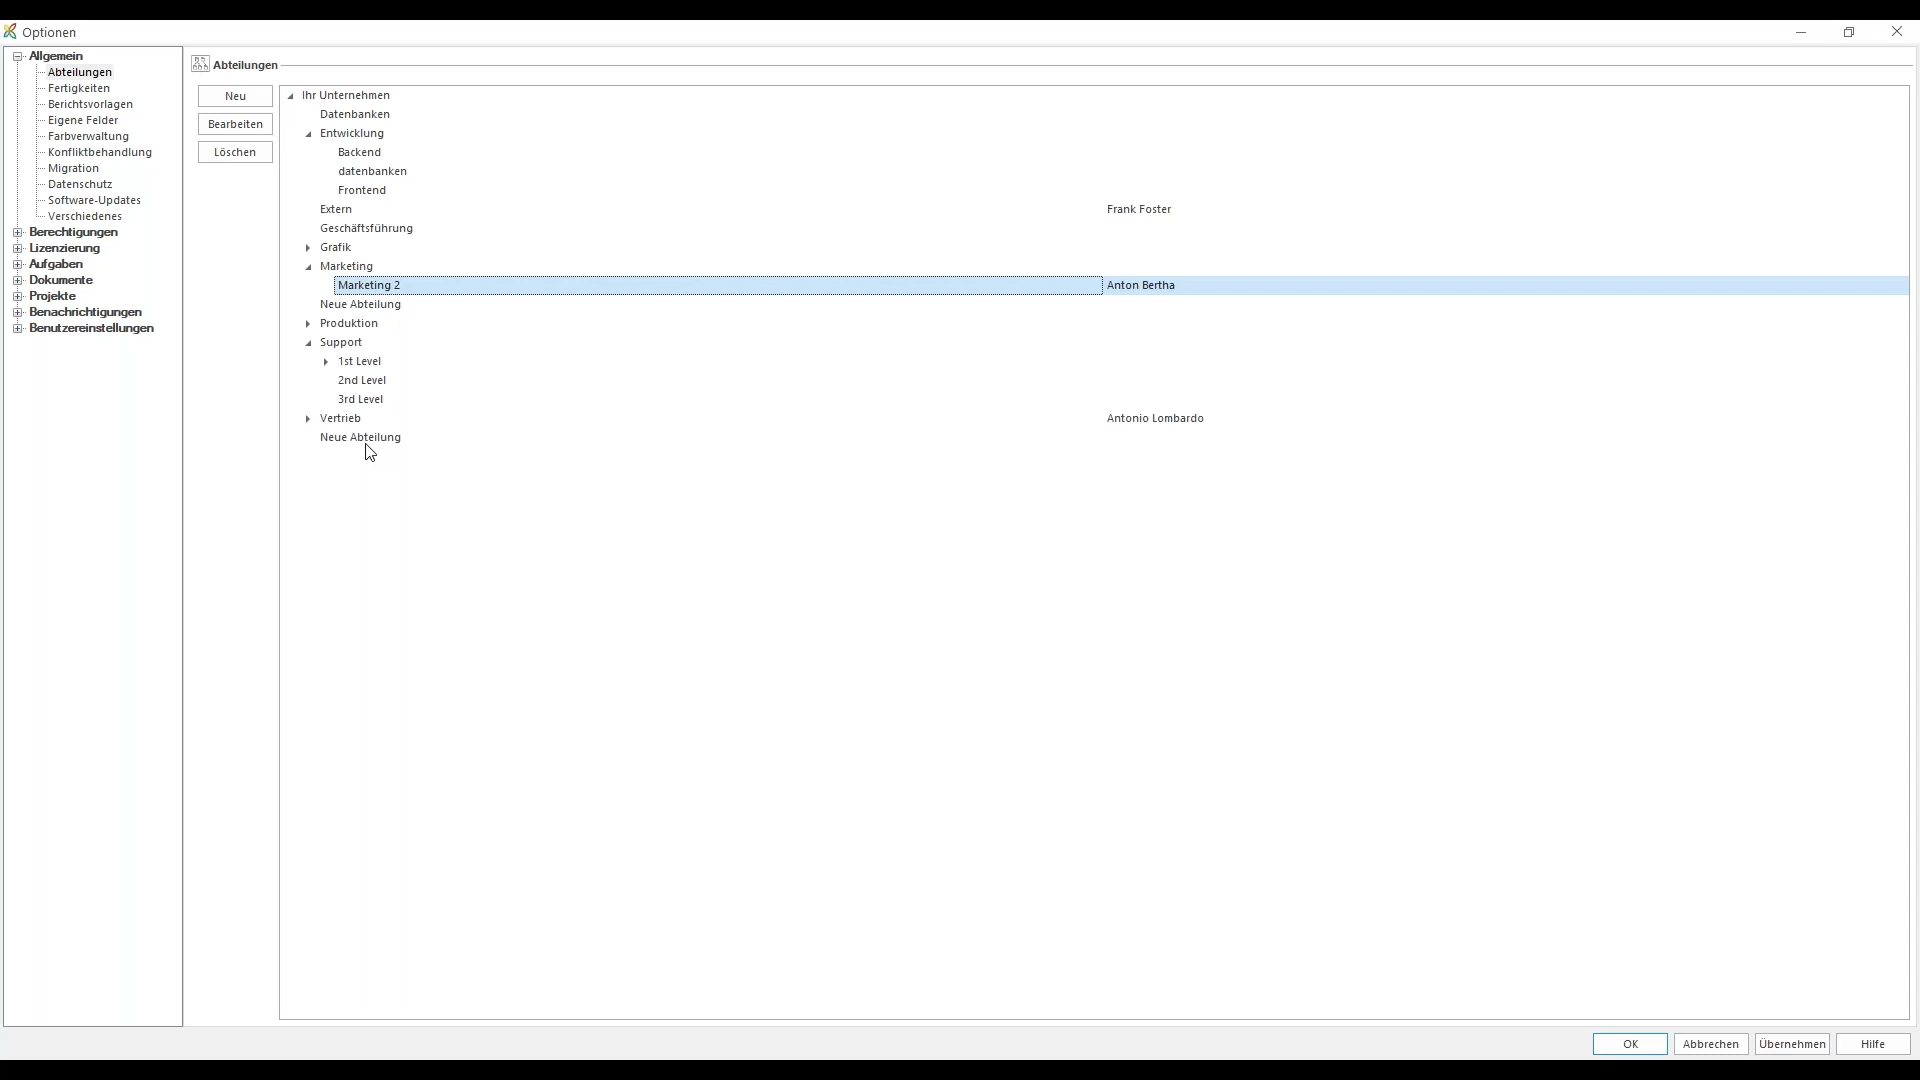 Optionen
Allgemein
Abteilungen
Fertigkeiten
Berichtsvorlagen
Eigene Felder
Farbverwaltung
Konfliktbehandlung
Migration
Datenschutz
Software-Updates
Verschiedenes
Berechtigungen
Lizenzierung
Aufgaben
Dokumente
Projekte
Benachrichtigungen
Benutzereinstellungen
Abteilungen
Neu
Bearbeiten
Löschen
Ihr Unternehmen
Datenbanken
Entwicklung
Backend
datenbanken
Frontend
Extern Frank Foster
Geschäftsführung
Grafik
Marketing
Marketing 2 Anton Bertha
Neue Abteilung
Produktion
Support
1st Level
2nd Level
3rd Level
Vertrieb Antonio Lombardo
Neue Abteilung
OK Abbrechen Übernehmen Hilfe